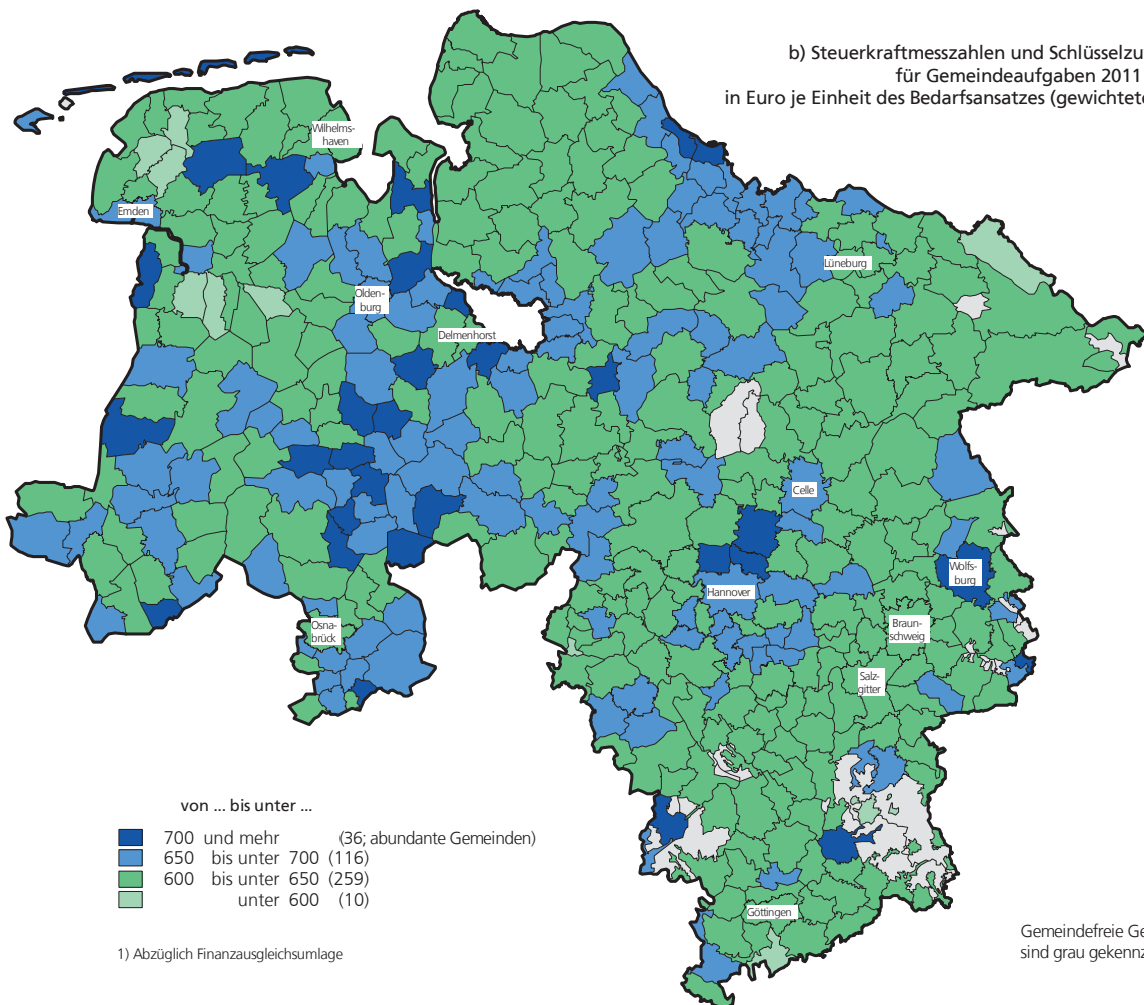 b) Steuerkraftmesszahlen und Schlüsselzu
für Gemeindeaufgaben 2011
in Euro je Einheit des Bedarfsansatzes (gewichtete
Wilhelms-
haven
Emden
Lüneburg
Olden-
burg
Delmenhorst
Celle
Wolfs-
burg
Hannover
Braun-
schweig
Osna-
brück
Salz-
gitter
Göttingen
von ... bis unter ...
700 und mehr (36; abundante Gemeinden)
650 bis unter 700 (116)
600 bis unter 650 (259)
unter 600 (10)
1) Abzüglich Finanzausgleichsumlage
Gemeindefreie Ge
sind grau gekennz